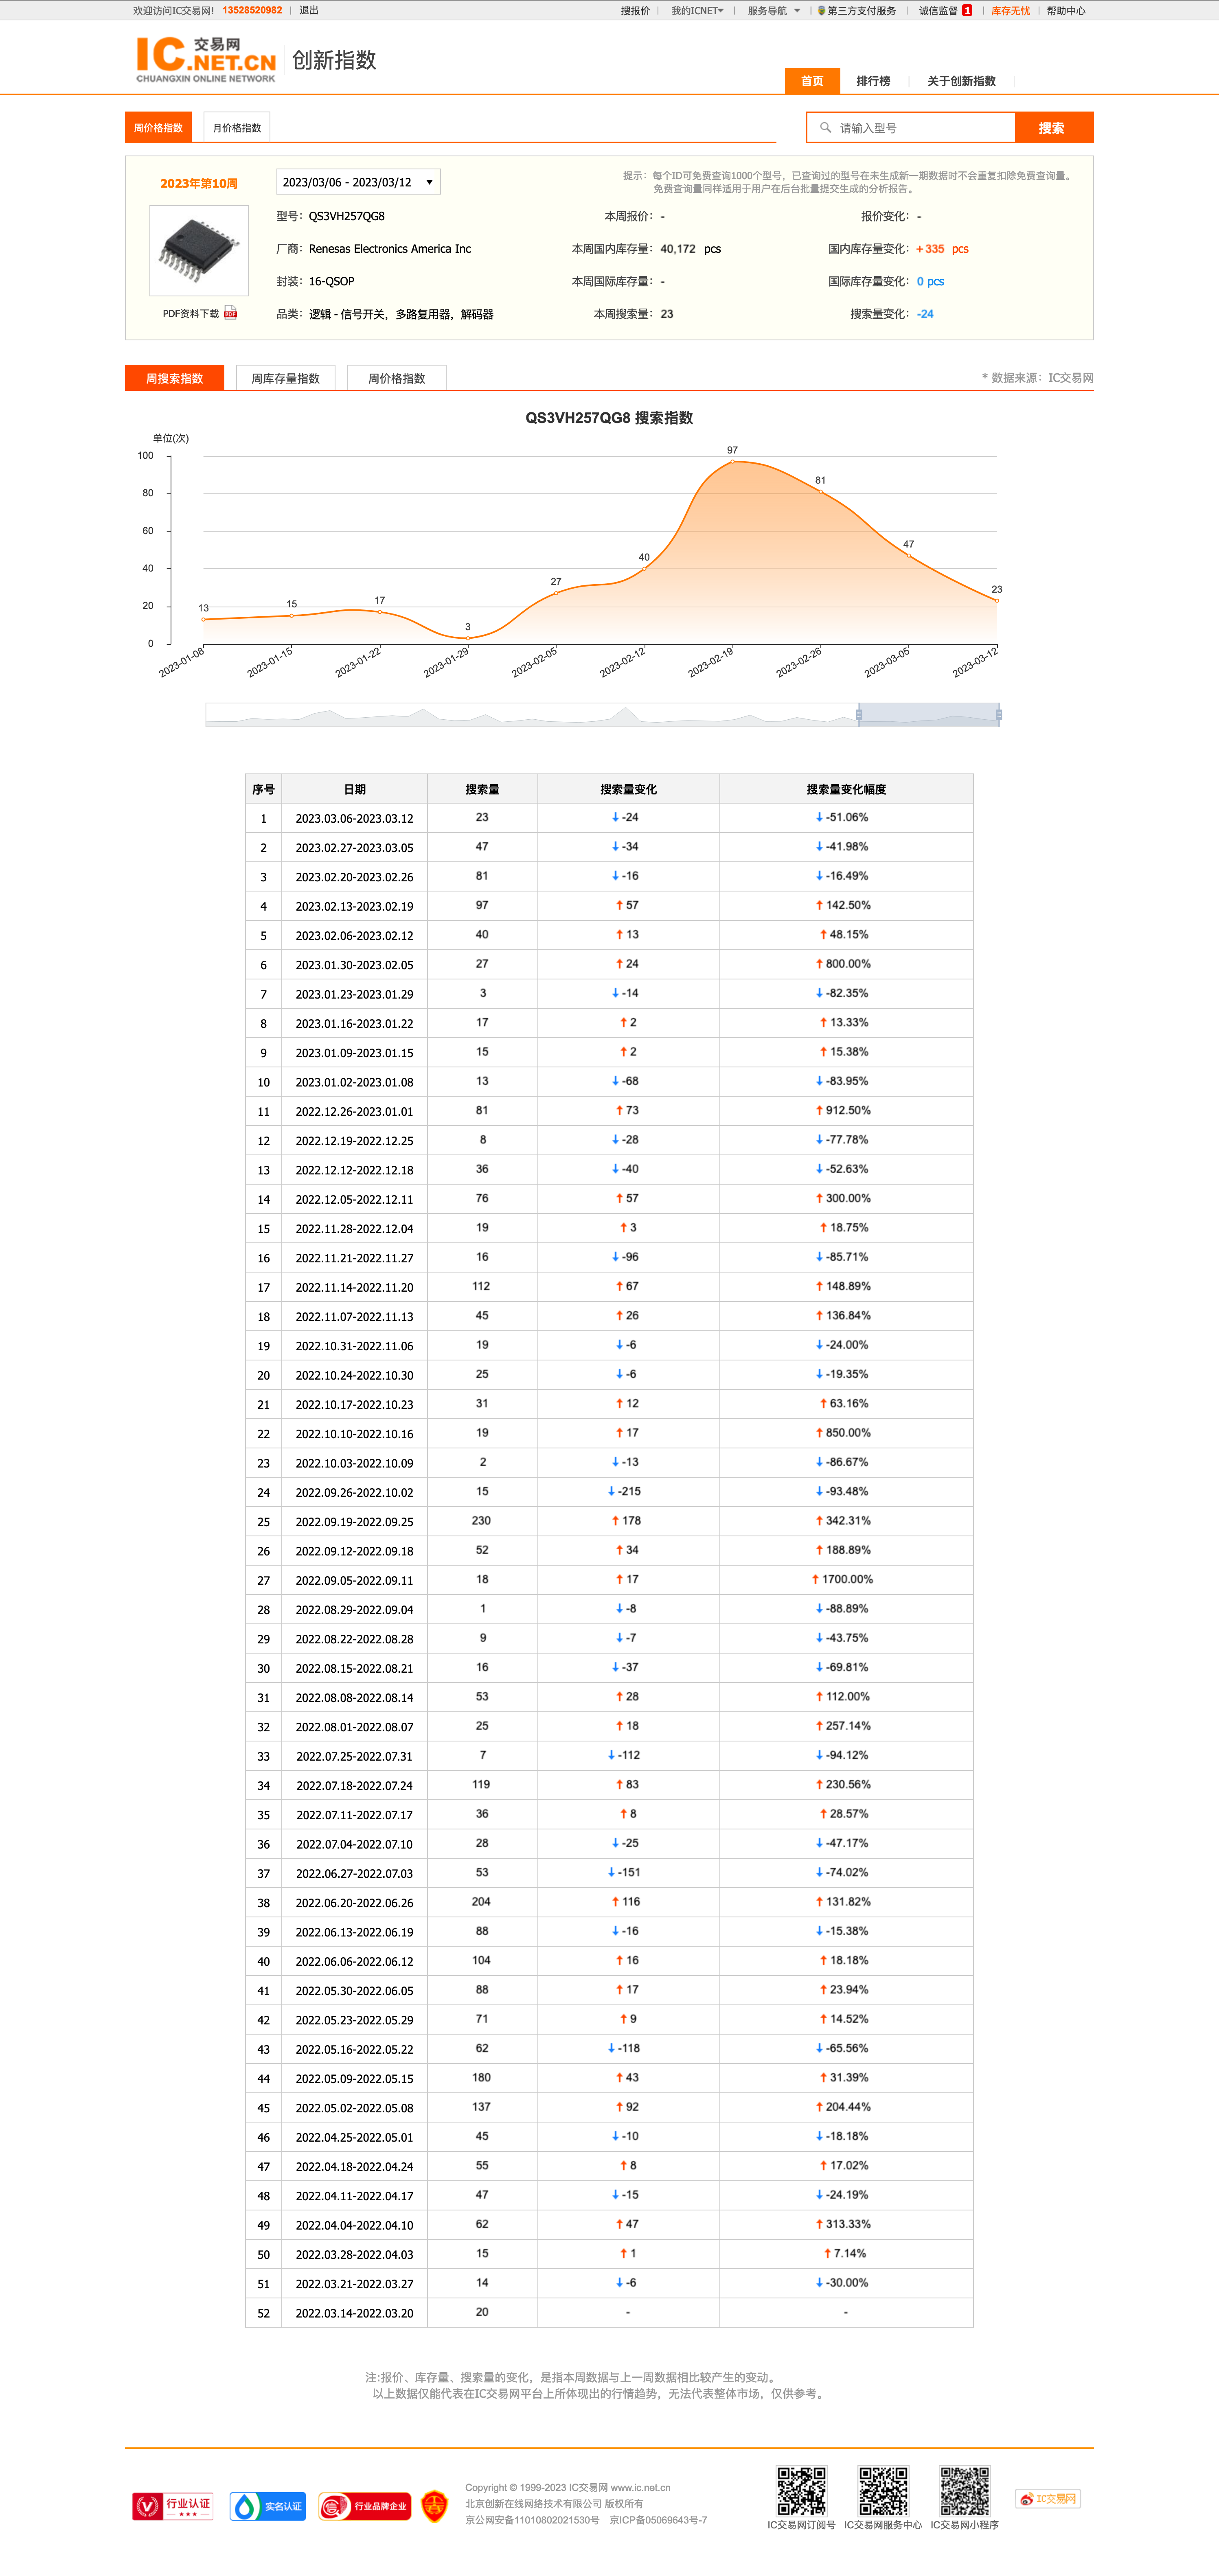 欢迎访问IC交易网! 13528520982 | 退出 搜报价 | 我的ICNET | 服务导航 | 第三方支付服务 | 诚信监督 1 | 库存无忧 | 帮助中心
IC 交易网 .NET.CN
CHUANGXIN ONLINE NETWORK
创新指数
首页 排行榜 关于创新指数
周价格指数 月价格指数 请输入型号 搜索
2023年第10周 2023/03/06 - 2023/03/12
提示：每个ID可免费查询1000个型号，已查询过的型号在未生成新一期数据时不会重复扣除免费查询量。
免费查询量同样适用于用户在后台批量提交生成的分析报告。
型号：QS3VH257QG8 本周报价：- 报价变化：-
厂商：Renesas Electronics America Inc 本周国内库存量：40,172 pcs 国内库存量变化：+335 pcs
封装：16-QSOP 本周国际库存量：- 国际库存量变化：0 pcs
PDF资料下载 PDF 品类：逻辑 - 信号开关，多路复用器，解码器 本周搜索量：23 搜索量变化：-24
周搜索指数 周库存量指数 周价格指数 * 数据来源：IC交易网
QS3VH257QG8 搜索指数
单位(次)
100
80
60
40
20
0
13 15 17 3 27 40 97 81 47 23
2023-01-08 2023-01-15 2023-01-22 2023-01-29 2023-02-05 2023-02-12 2023-02-19 2023-02-26 2023-03-05 2023-03-12
序号 日期 搜索量 搜索量变化 搜索量变化幅度
1 2023.03.06-2023.03.12 23 ↓ -24 ↓ -51.06%
2 2023.02.27-2023.03.05 47 ↓ -34 ↓ -41.98%
3 2023.02.20-2023.02.26 81 ↓ -16 ↓ -16.49%
4 2023.02.13-2023.02.19 97 ↑ 57 ↑ 142.50%
5 2023.02.06-2023.02.12 40 ↑ 13 ↑ 48.15%
6 2023.01.30-2023.02.05 27 ↑ 24 ↑ 800.00%
7 2023.01.23-2023.01.29 3 ↓ -14 ↓ -82.35%
8 2023.01.16-2023.01.22 17 ↑ 2 ↑ 13.33%
9 2023.01.09-2023.01.15 15 ↑ 2 ↑ 15.38%
10 2023.01.02-2023.01.08 13 ↓ -68 ↓ -83.95%
11 2022.12.26-2023.01.01 81 ↑ 73 ↑ 912.50%
12 2022.12.19-2022.12.25 8 ↓ -28 ↓ -77.78%
13 2022.12.12-2022.12.18 36 ↓ -40 ↓ -52.63%
14 2022.12.05-2022.12.11 76 ↑ 57 ↑ 300.00%
15 2022.11.28-2022.12.04 19 ↑ 3 ↑ 18.75%
16 2022.11.21-2022.11.27 16 ↓ -96 ↓ -85.71%
17 2022.11.14-2022.11.20 112 ↑ 67 ↑ 148.89%
18 2022.11.07-2022.11.13 45 ↑ 26 ↑ 136.84%
19 2022.10.31-2022.11.06 19 ↓ -6 ↓ -24.00%
20 2022.10.24-2022.10.30 25 ↓ -6 ↓ -19.35%
21 2022.10.17-2022.10.23 31 ↑ 12 ↑ 63.16%
22 2022.10.10-2022.10.16 19 ↑ 17 ↑ 850.00%
23 2022.10.03-2022.10.09 2 ↓ -13 ↓ -86.67%
24 2022.09.26-2022.10.02 15 ↓ -215 ↓ -93.48%
25 2022.09.19-2022.09.25 230 ↑ 178 ↑ 342.31%
26 2022.09.12-2022.09.18 52 ↑ 34 ↑ 188.89%
27 2022.09.05-2022.09.11 18 ↑ 17 ↑ 1700.00%
28 2022.08.29-2022.09.04 1 ↓ -8 ↓ -88.89%
29 2022.08.22-2022.08.28 9 ↓ -7 ↓ -43.75%
30 2022.08.15-2022.08.21 16 ↓ -37 ↓ -69.81%
31 2022.08.08-2022.08.14 53 ↑ 28 ↑ 112.00%
32 2022.08.01-2022.08.07 25 ↑ 18 ↑ 257.14%
33 2022.07.25-2022.07.31 7 ↓ -112 ↓ -94.12%
34 2022.07.18-2022.07.24 119 ↑ 83 ↑ 230.56%
35 2022.07.11-2022.07.17 36 ↑ 8 ↑ 28.57%
36 2022.07.04-2022.07.10 28 ↓ -25 ↓ -47.17%
37 2022.06.27-2022.07.03 53 ↓ -151 ↓ -74.02%
38 2022.06.20-2022.06.26 204 ↑ 116 ↑ 131.82%
39 2022.06.13-2022.06.19 88 ↓ -16 ↓ -15.38%
40 2022.06.06-2022.06.12 104 ↑ 16 ↑ 18.18%
41 2022.05.30-2022.06.05 88 ↑ 17 ↑ 23.94%
42 2022.05.23-2022.05.29 71 ↑ 9 ↑ 14.52%
43 2022.05.16-2022.05.22 62 ↓ -118 ↓ -65.56%
44 2022.05.09-2022.05.15 180 ↑ 43 ↑ 31.39%
45 2022.05.02-2022.05.08 137 ↑ 92 ↑ 204.44%
46 2022.04.25-2022.05.01 45 ↓ -10 ↓ -18.18%
47 2022.04.18-2022.04.24 55 ↑ 8 ↑ 17.02%
48 2022.04.11-2022.04.17 47 ↓ -15 ↓ -24.19%
49 2022.04.04-2022.04.10 62 ↑ 47 ↑ 313.33%
50 2022.03.28-2022.04.03 15 ↑ 1 ↑ 7.14%
51 2022.03.21-2022.03.27 14 ↓ -6 ↓ -30.00%
52 2022.03.14-2022.03.20 20 - -
注:报价、库存量、搜索量的变化，是指本周数据与上一周数据相比较产生的变动。
以上数据仅能代表在IC交易网平台上所体现出的行情趋势，无法代表整体市场，仅供参考。
行业认证 实名认证 行业品牌企业
Copyright © 1999-2023 IC交易网 www.ic.net.cn
北京创新在线网络技术有限公司 版权所有
京公网安备11010802021530号 京ICP备05069643号-7
IC交易网订阅号 IC交易网服务中心 IC交易网小程序
IC交易网